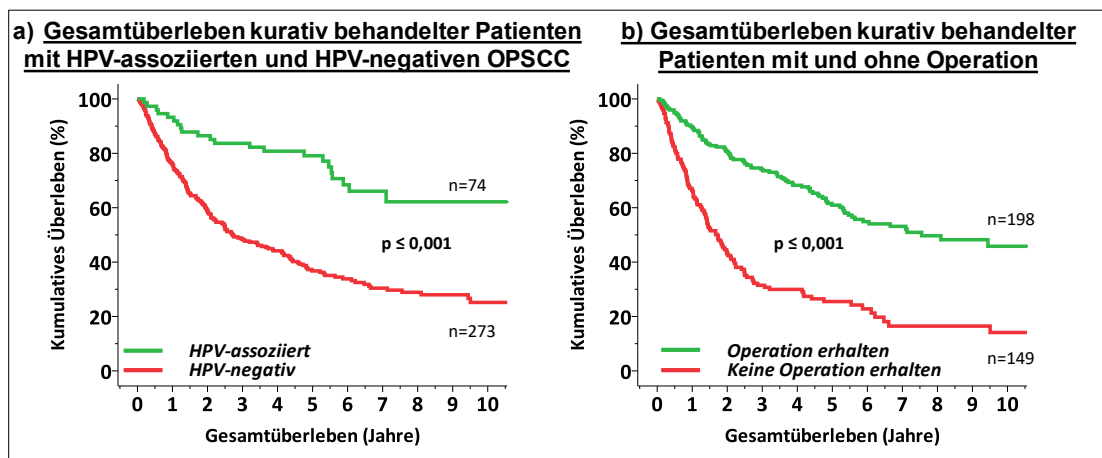 a) Gesamtüberleben kurativ behandelter Patienten
mit HPV-assoziierten und HPV-negativen OPSCC
Kumulatives Überleben (%)
100
80
60
40
20
0
n=74
p ≤ 0,001
n=273
HPV-assoziiert
HPV-negativ
0 1 2 3 4 5 6 7 8 9 10
Gesamtüberleben (Jahre)
b) Gesamtüberleben kurativ behandelter
Patienten mit und ohne Operation
Kumulatives Überleben (%)
100
80
60
40
20
0
n=198
p ≤ 0,001
n=149
Operation erhalten
Keine Operation erhalten
0 1 2 3 4 5 6 7 8 9 10
Gesamtüberleben (Jahre)